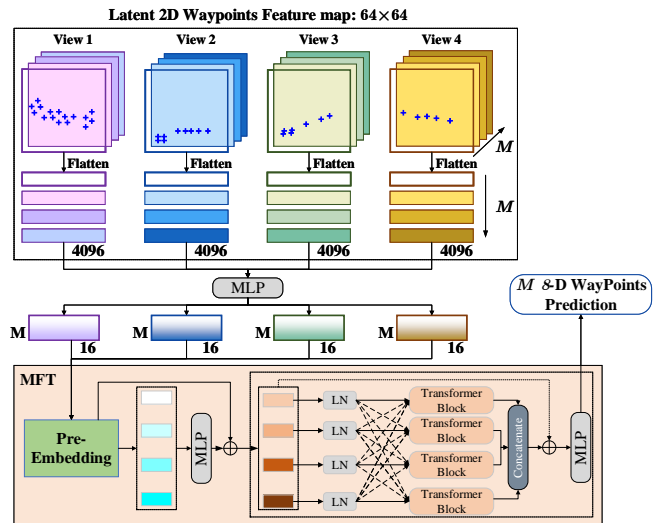 Latent 2D Waypoints Feature map: 64×64
View 1 View 2 View 3 View 4
M
Flatten Flatten Flatten Flatten
M
4096 4096 4096 4096
MLP
M 8-D WayPoints
Prediction
M M M M
16 16 16 16
MFT
Pre-
Embedding
MLP
LN
LN
LN
LN
Transformer
Block
Transformer
Block
Transformer
Block
Transformer
Block
Concatenate
MLP